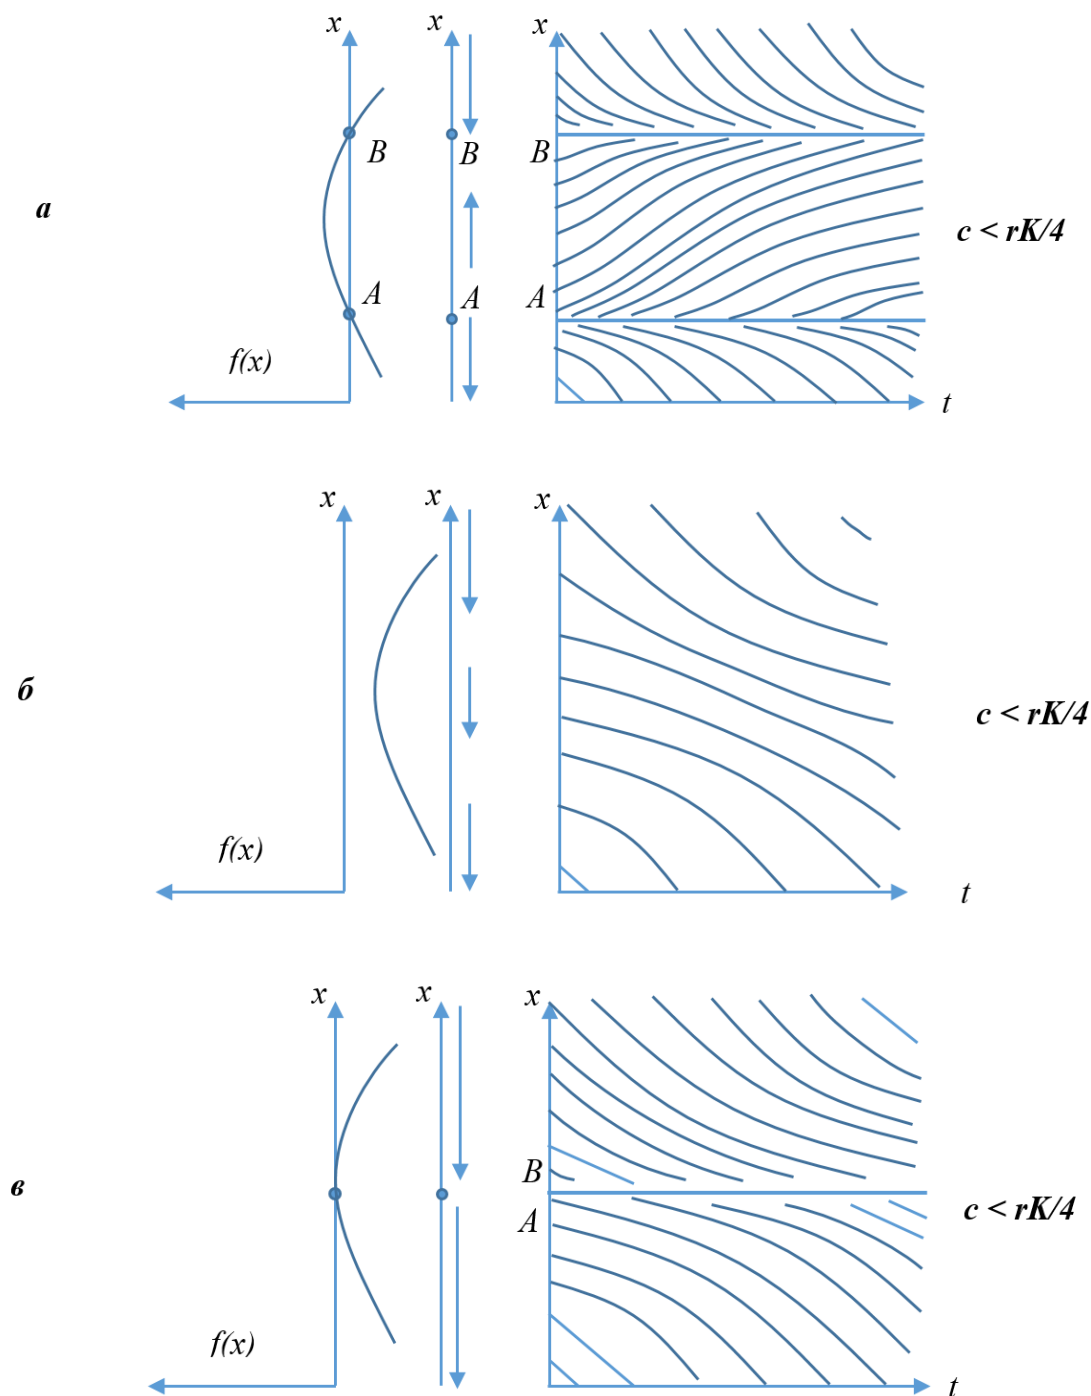 x x x
B B B
а
c < rK/4
A A A
f(x)
t
x x x
б
c < rK/4
f(x)
t
x x x
B
в
c < rK/4
A
f(x)
t